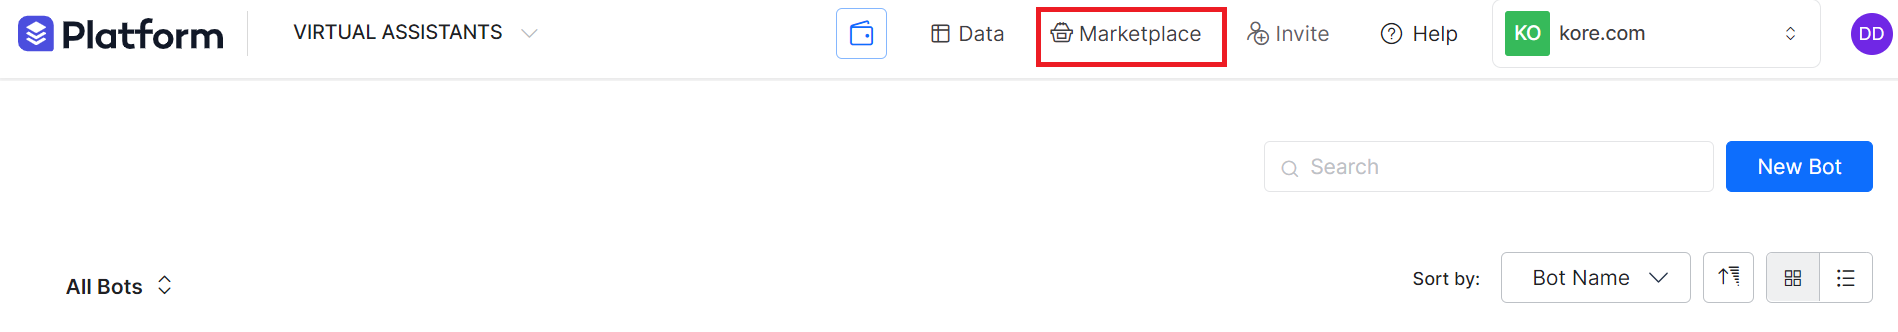 Platform VIRTUAL ASSISTANTS Data Marketplace Invite Help KO kore.com DD
Search New Bot
All Bots Sort by: Bot Name